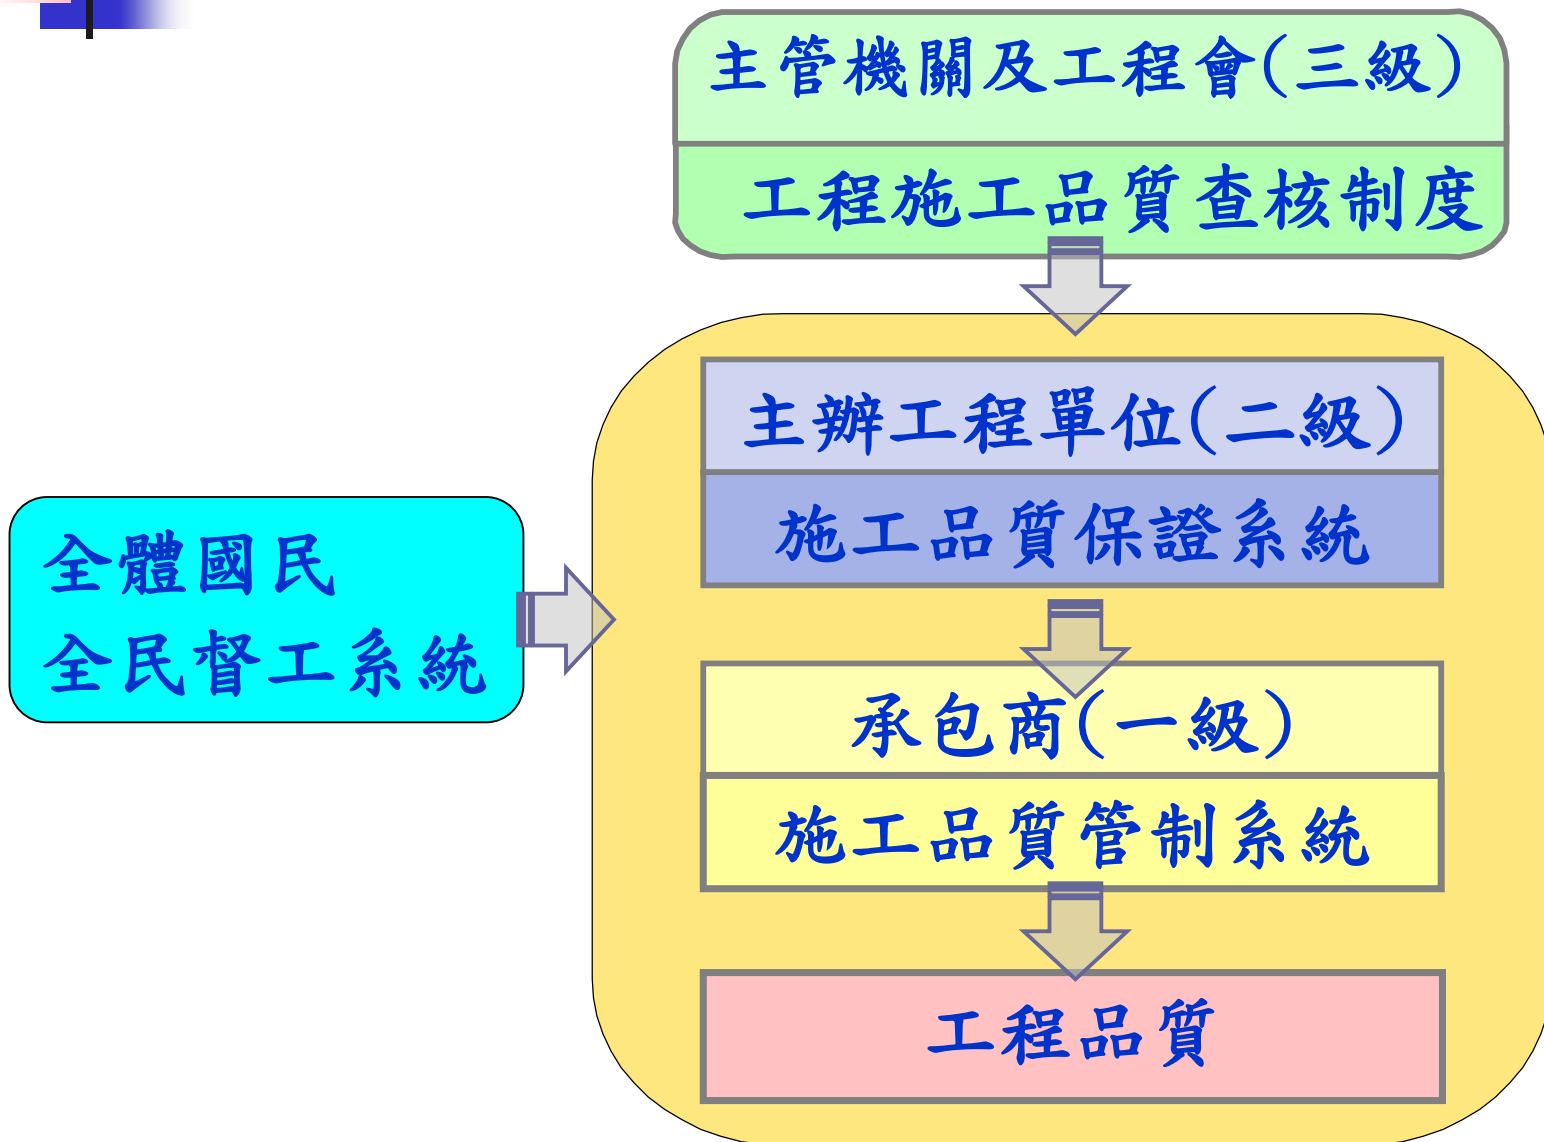 主管機關及工程會(三級)
工程施工品質查核制度
主辦工程單位(二級)
施工品質保證系統
全體國民
全民督工系統
承包商(一級)
施工品質管制系統
工程品質